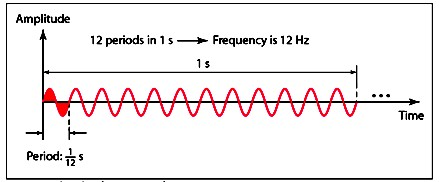 Amplitude
12 periods in 1 s → Frequency is 12 Hz
1 s
•••
Time
Period: 1/12 s